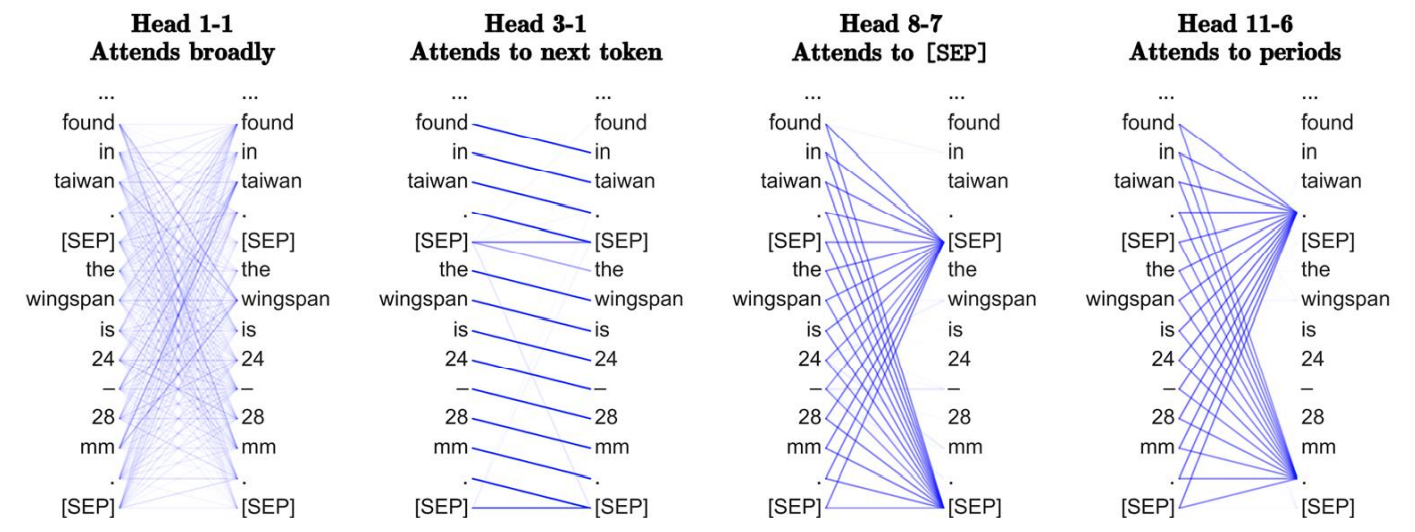 Head 1-1 Head 3-1 Head 8-7 Head 11-6
Attends broadly Attends to next token Attends to [SEP] Attends to periods
... ... ... ... ... ... ... ...
found found found found found found found found
in in in in in in in in
taiwan taiwan taiwan taiwan taiwan taiwan taiwan taiwan
. . . . . . . .
[SEP] [SEP] [SEP] [SEP] [SEP] [SEP] [SEP] [SEP]
the the the the the the the the
wingspan wingspan wingspan wingspan wingspan wingspan wingspan wingspan
is is is is is is is is
24 24 24 24 24 24 24 24
– – – – – – – –
28 28 28 28 28 28 28 28
mm mm mm mm mm mm mm mm
. . . . . . . .
[SEP] [SEP] [SEP] [SEP] [SEP] [SEP] [SEP] [SEP]